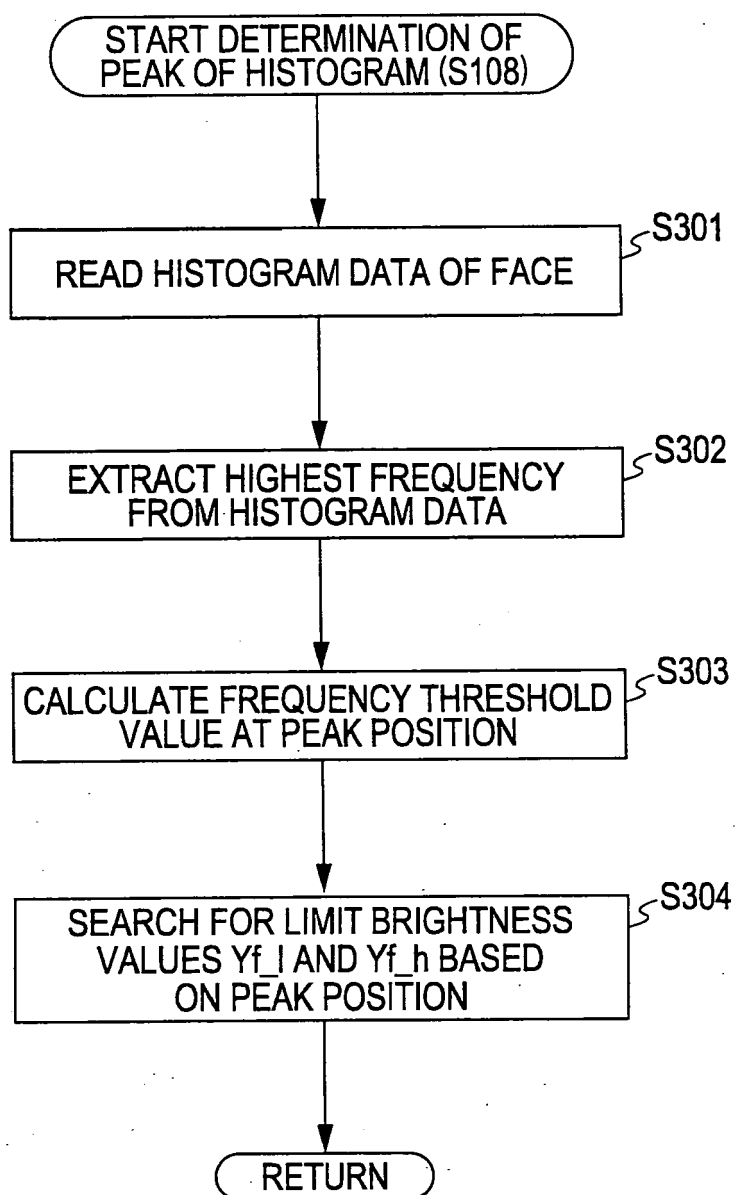 START DETERMINATION OF
PEAK OF HISTOGRAM (S108)
S301
READ HISTOGRAM DATA OF FACE
S302
EXTRACT HIGHEST FREQUENCY
FROM HISTOGRAM DATA
S303
CALCULATE FREQUENCY THRESHOLD
VALUE AT PEAK POSITION
S304
SEARCH FOR LIMIT BRIGHTNESS
VALUES Yf_l AND Yf_h BASED
ON PEAK POSITION
RETURN